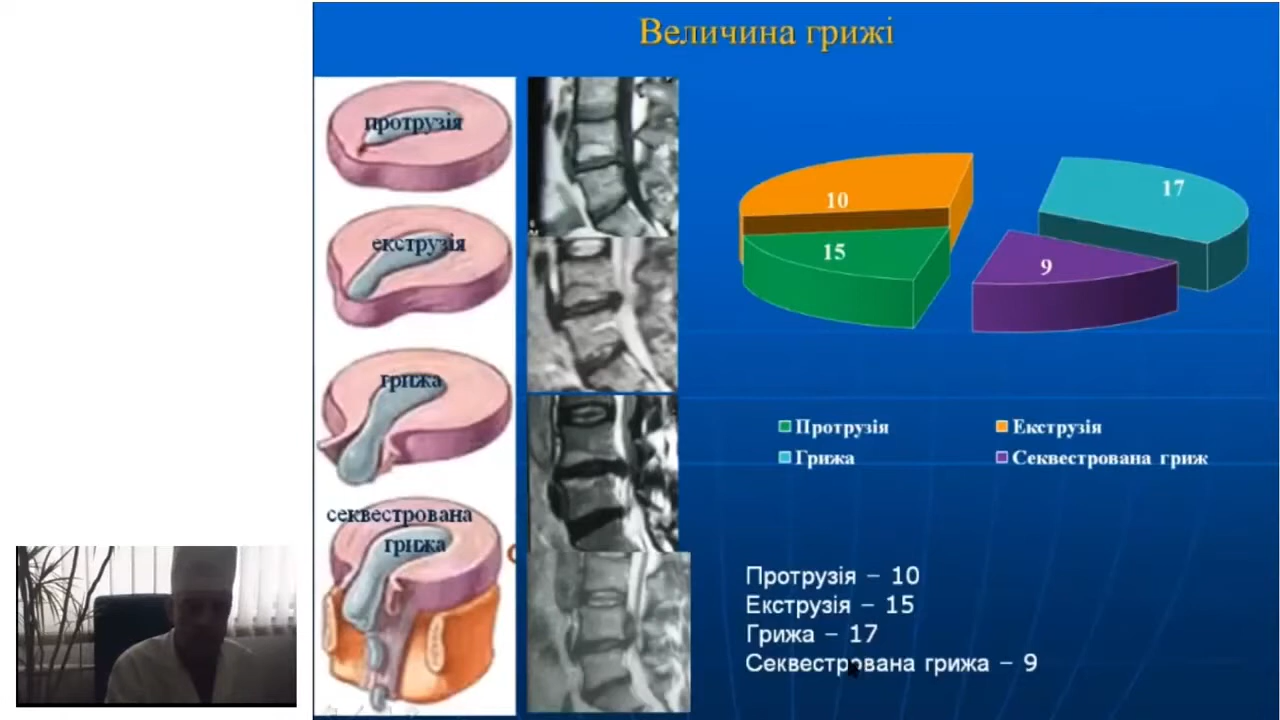 Величина грижі
протрузія
екструзія
грижа
секвестрована
грижа
10
17
15
9
Протрузія
Екструзія
Грижа
Секвестрована гриж
Протрузія – 10
Екструзія – 15
Грижа – 17
Секвестрована грижа – 9